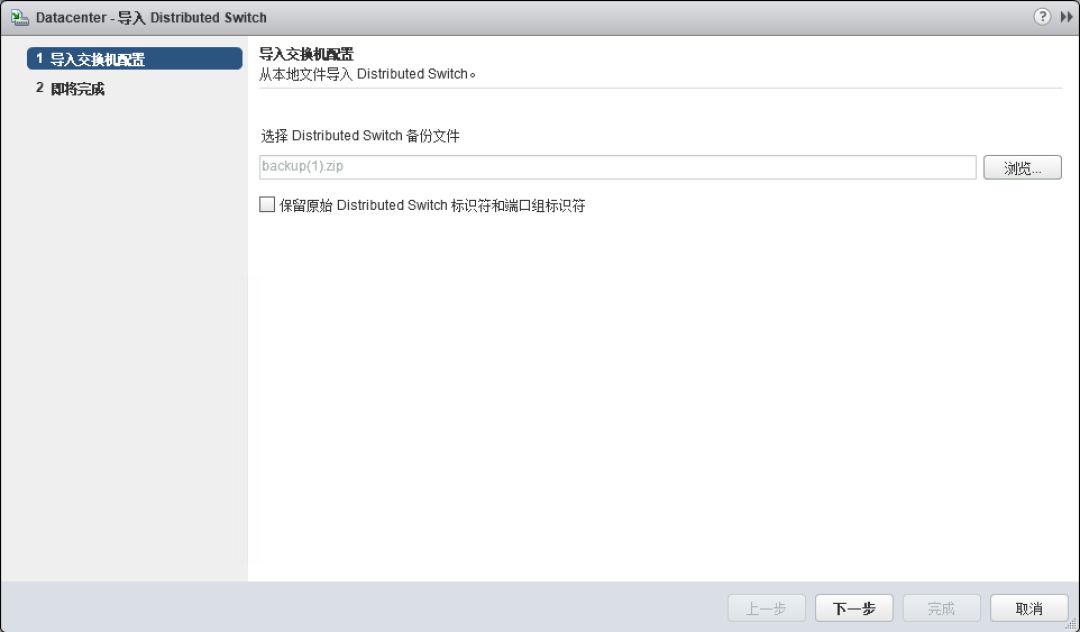 Datacenter - 导入 Distributed Switch
?
1 导入交换机配置
2 即将完成
导入交换机配置
从本地文件导入 Distributed Switch。
选择 Distributed Switch 备份文件
backup(1).zip
浏览...
保留原始 Distributed Switch 标识符和端口组标识符
上一步
下一步
完成
取消